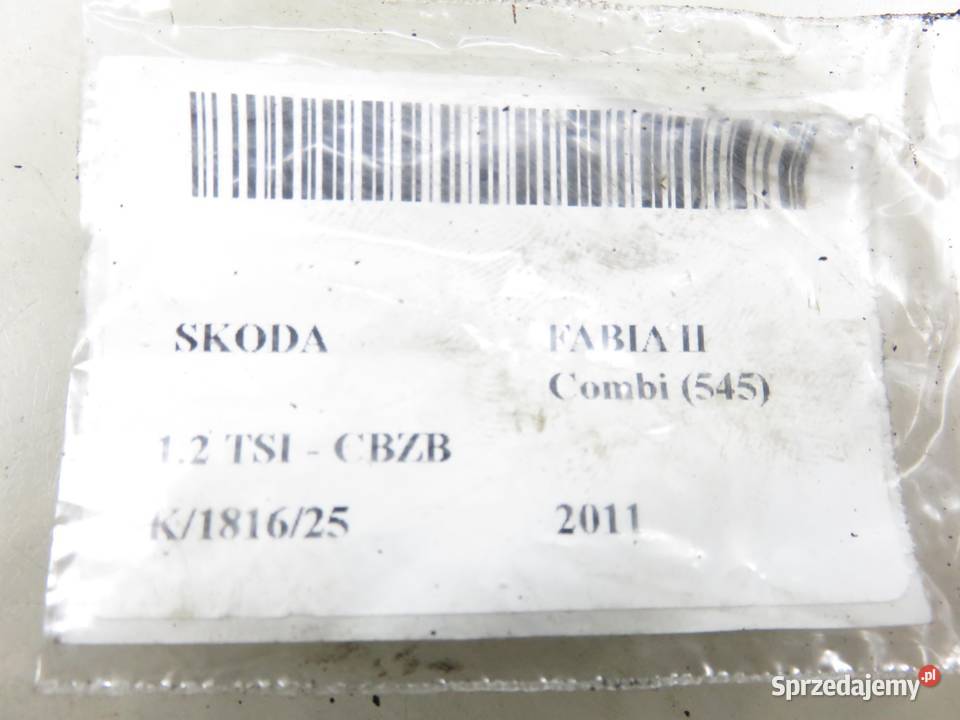 SKODA FABIA II
Combi (545)
1.2 TSI - CBZB
K/1816/25 2011
Sprzedajemy.pl